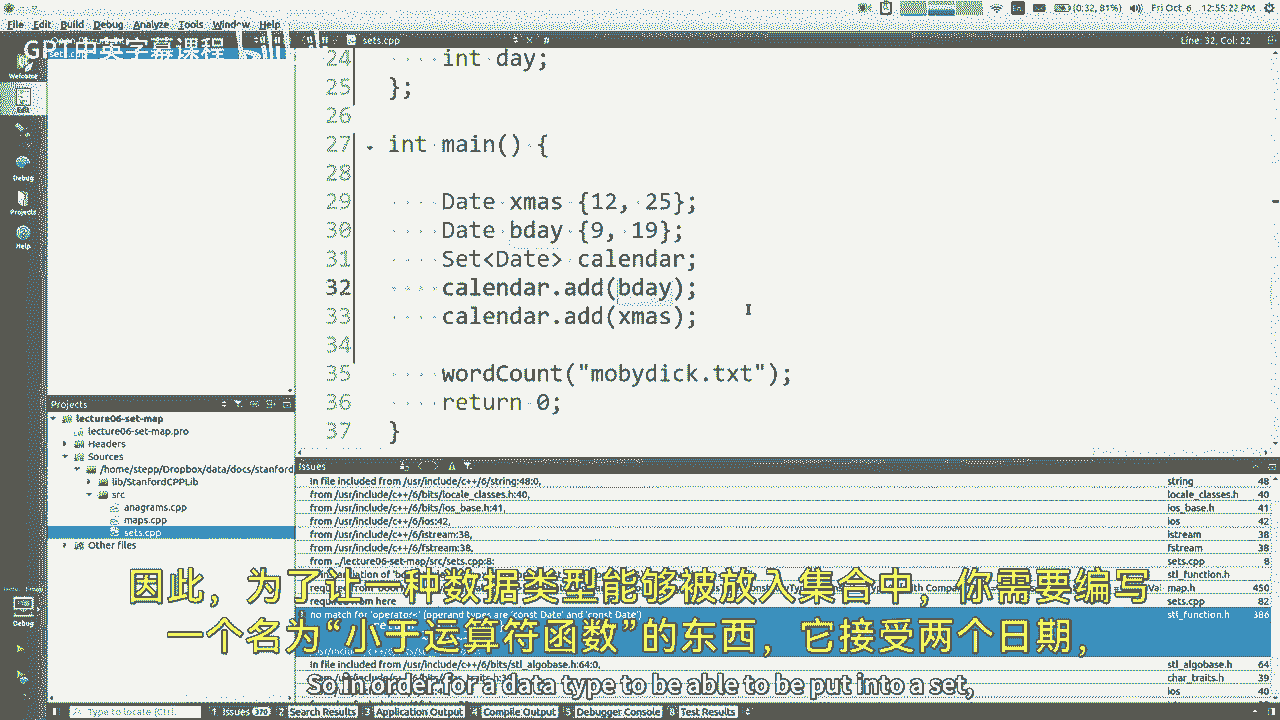 (0:32, 81%) Fri Oct 6 12:55:22 PM
File Edit Build Debug Analyze Tools Window Help
GPT中英字幕课程
sets.cpp
Line: 32, Col: 22
Welcome
Edit
Debug
Projects
Help
24 int day;
25 };
26
27 int main() {
28
29 Date xmas {12, 25};
30 Date bday {9, 19};
31 Set<Date> calendar;
32 calendar.add(bday);
33 calendar.add(xmas);
34
35 wordCount("mobydick.txt");
36 return 0;
37 }
Projects
lecture06-set-map
lecture06-set-map.pro
Headers
Sources
/home/stepp/Dropbox/data/docs/stanford
lib/StanfordCPPLib
src
anagrams.cpp
maps.cpp
sets.cpp
Other files
Debug
Issues
In file included from /usr/include/c++/6/string:48:0, string 48
from /usr/include/c++/6/bits/locale_classes.h:40, locale_classes.h 40
from /usr/include/c++/6/bits/ios_base.h:41, ios_base.h 41
from /usr/include/c++/6/ios:42, ios 42
from /usr/include/c++/6/istream:38, istream 38
from /usr/include/c++/6/fstream:38, fstream 38
from ../lecture06-set-map/src/sets.cpp:8: sets.cpp 8
stl_function.h
map.h 450
required from here sets.cpp 82
no match for 'operator<' (operand types are 'const Date' and 'const Date') stl_function.h 386
In file included from /usr/include/c++/6/bits/stl_algobase.h:64:0, stl_algobase.h 64
char_traits.h 39
ios 40
因此，为了让一种数据类型能够被放入集合中，你需要编写
一个名为“小于运算符函数”的东西，它接受两个日期，
So in order for a data type to be able to be put into a set,
Type to locate (Ctrl...
1 Issues 370 2 Search Results 3 Application Output 4 Compile Output 5 Debugger Console 8 Test Results